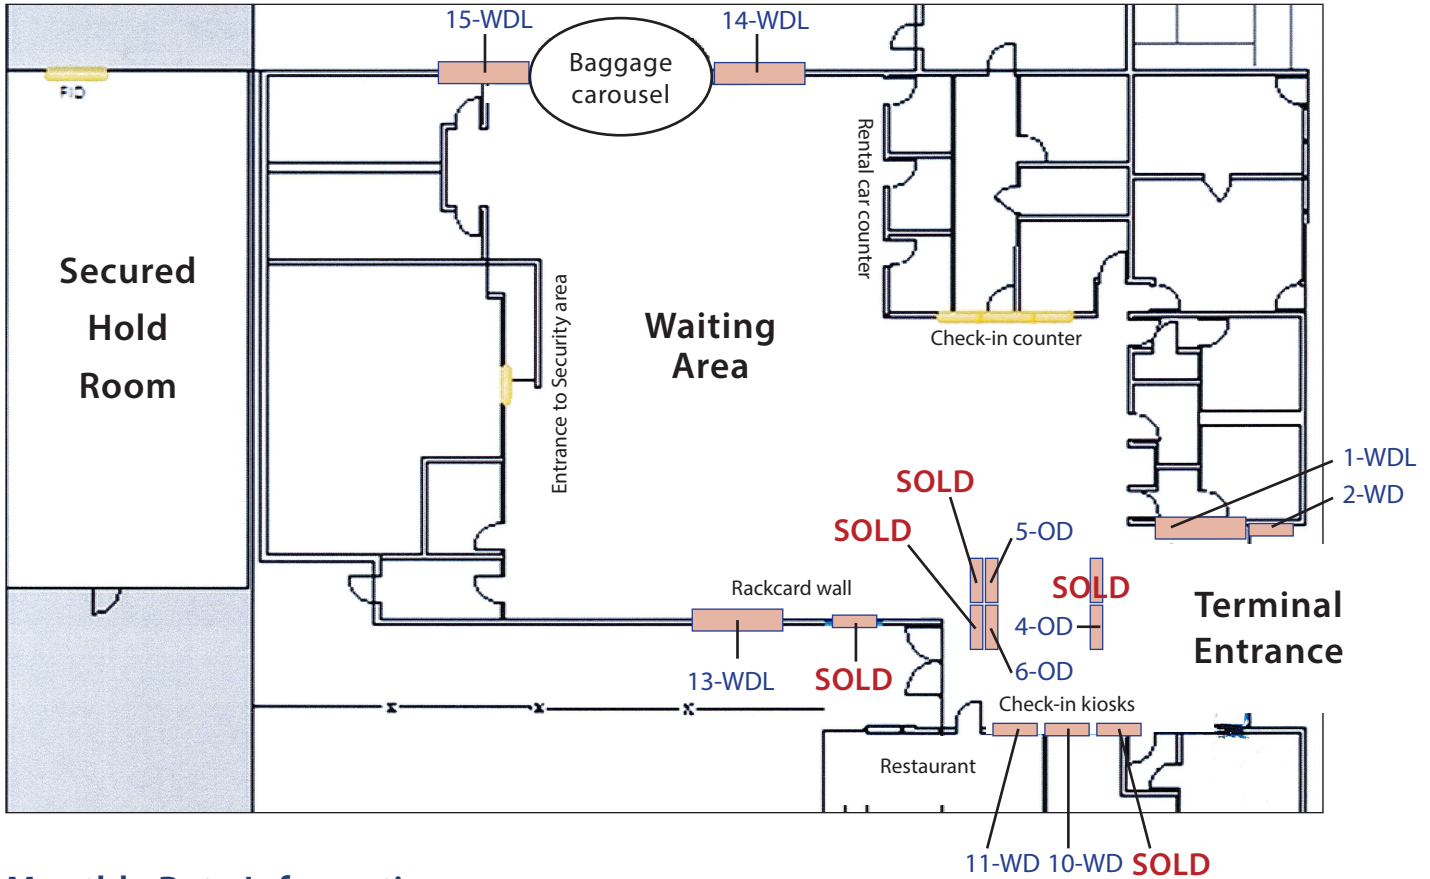 15-WDL
14-WDL
Baggage
carousel
FID
Rental car counter
Secured
Hold
Room
Entrance to Security area
Waiting
Area
Check-in counter
1-WDL
2-WD
SOLD
SOLD
5-OD
SOLD
Rackcard wall
4-OD
Terminal
Entrance
6-OD
13-WDL
SOLD
Check-in kiosks
Restaurant
11-WD
10-WD
SOLD